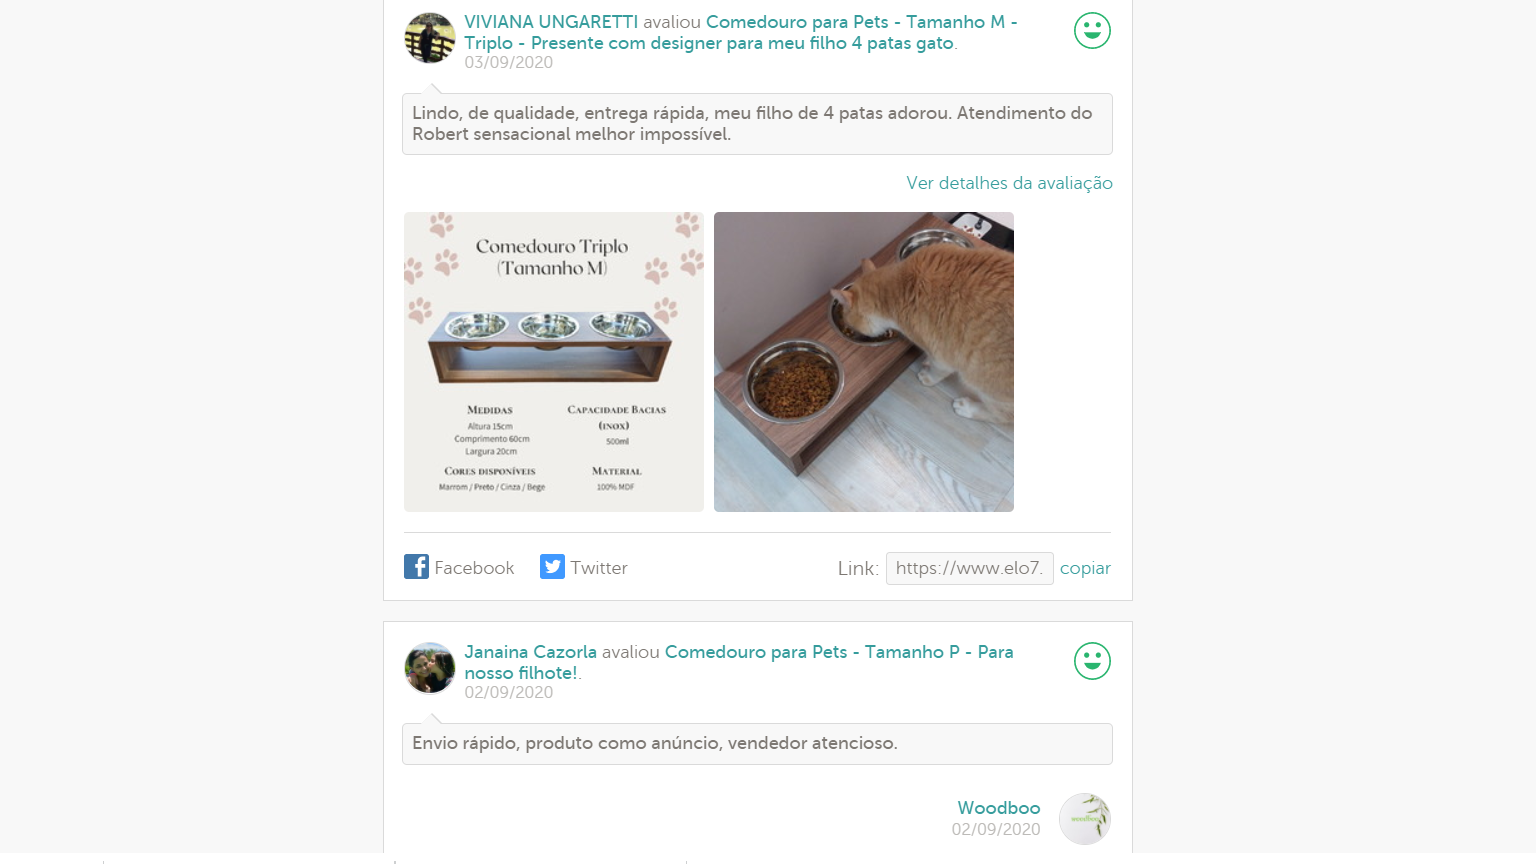 VIVIANA UNGARETTI avaliou Comedouro para Pets - Tamanho M -
Triplo - Presente com designer para meu filho 4 patas gato.
03/09/2020
Lindo, de qualidade, entrega rápida, meu filho de 4 patas adorou. Atendimento do
Robert sensacional melhor impossível.
Ver detalhes da avaliação
Comedouro Triplo
(Tamanho M)
Medidas
Altura 15cm
Comprimento 60cm
Largura 20cm
Capacidade Bacias
(inox)
500ml
Cores disponíveis
Marrom / Preto / Cinza / Bege
Material
100% MDF
Facebook
Twitter
Link: https://www.elo7. copiar
Janaina Cazorla avaliou Comedouro para Pets - Tamanho P - Para
nosso filhote!.
02/09/2020
Envio rápido, produto como anúncio, vendedor atencioso.
Woodboo
02/09/2020
woodboo